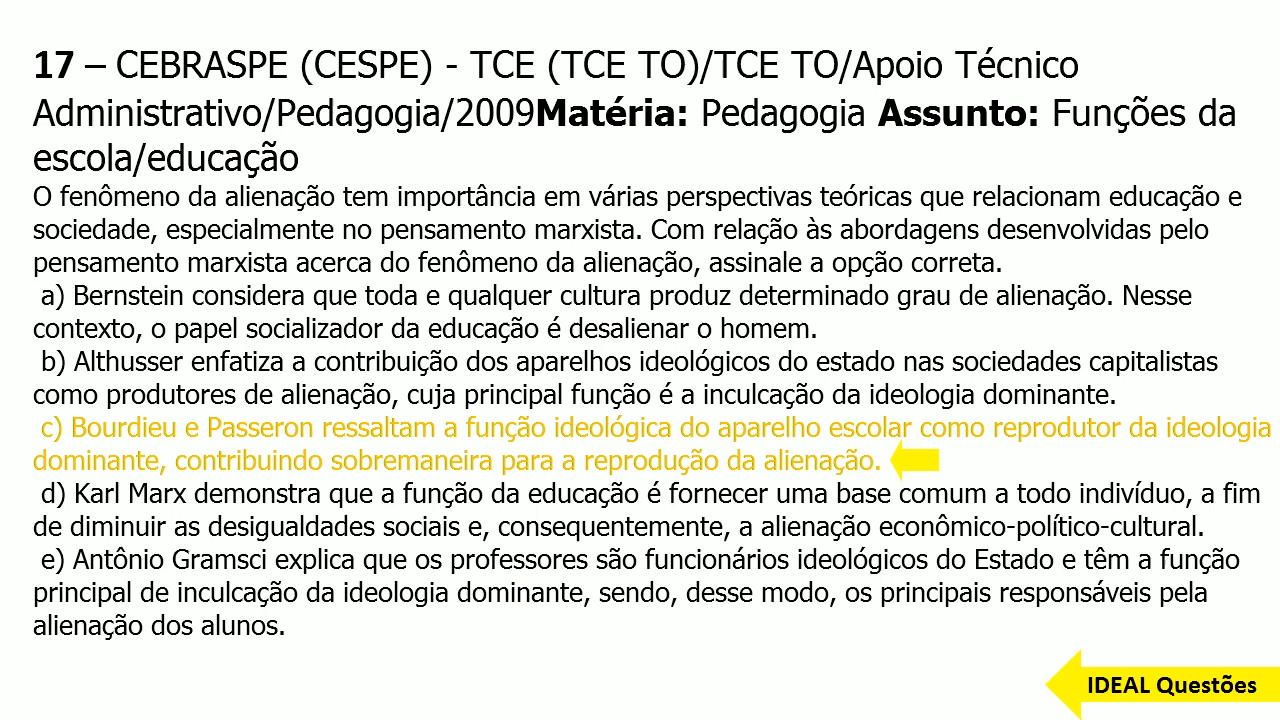 17 – CEBRASPE (CESPE) - TCE (TCE TO)/TCE TO/Apoio Técnico
Administrativo/Pedagogia/2009Matéria: Pedagogia Assunto: Funções da
escola/educação
O fenômeno da alienação tem importância em várias perspectivas teóricas que relacionam educação e
sociedade, especialmente no pensamento marxista. Com relação às abordagens desenvolvidas pelo
pensamento marxista acerca do fenômeno da alienação, assinale a opção correta.
a) Bernstein considera que toda e qualquer cultura produz determinado grau de alienação. Nesse
contexto, o papel socializador da educação é desalienar o homem.
b) Althusser enfatiza a contribuição dos aparelhos ideológicos do estado nas sociedades capitalistas
como produtores de alienação, cuja principal função é a inculcação da ideologia dominante.
c) Bourdieu e Passeron ressaltam a função ideológica do aparelho escolar como reprodutor da ideologia
dominante, contribuindo sobremaneira para a reprodução da alienação.
d) Karl Marx demonstra que a função da educação é fornecer uma base comum a todo indivíduo, a fim
de diminuir as desigualdades sociais e, consequentemente, a alienação econômico-político-cultural.
e) Antônio Gramsci explica que os professores são funcionários ideológicos do Estado e têm a função
principal de inculcação da ideologia dominante, sendo, desse modo, os principais responsáveis pela
alienação dos alunos.
IDEAL Questões